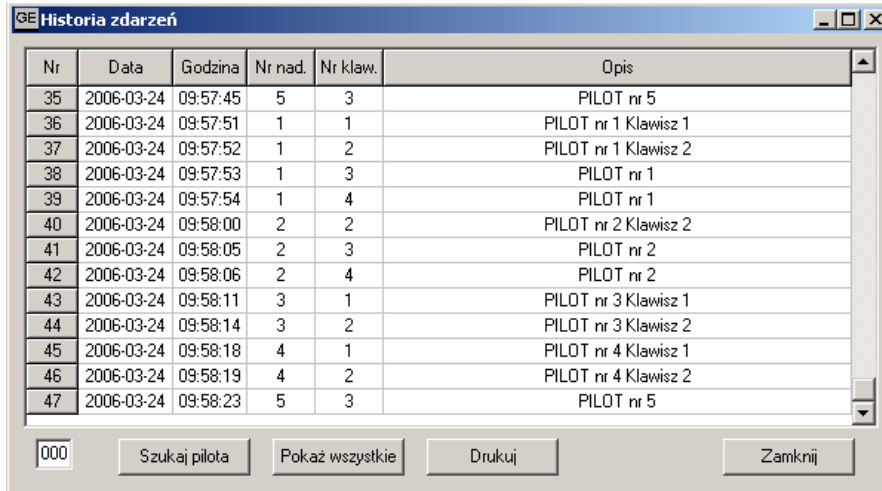 GE Historia zdarzeń
Nr Data Godzina Nr nad. Nr klaw. Opis
35 2006-03-24 09:57:45 5 3 PILOT nr 5
36 2006-03-24 09:57:51 1 1 PILOT nr 1 Klawisz 1
37 2006-03-24 09:57:52 1 2 PILOT nr 1 Klawisz 2
38 2006-03-24 09:57:53 1 3 PILOT nr 1
39 2006-03-24 09:57:54 1 4 PILOT nr 1
40 2006-03-24 09:58:00 2 2 PILOT nr 2 Klawisz 2
41 2006-03-24 09:58:05 2 3 PILOT nr 2
42 2006-03-24 09:58:06 2 4 PILOT nr 2
43 2006-03-24 09:58:11 3 1 PILOT nr 3 Klawisz 1
44 2006-03-24 09:58:14 3 2 PILOT nr 3 Klawisz 2
45 2006-03-24 09:58:18 4 1 PILOT nr 4 Klawisz 1
46 2006-03-24 09:58:19 4 2 PILOT nr 4 Klawisz 2
47 2006-03-24 09:58:23 5 3 PILOT nr 5
000 Szukaj pilota Pokaż wszystkie Drukuj Zamknij